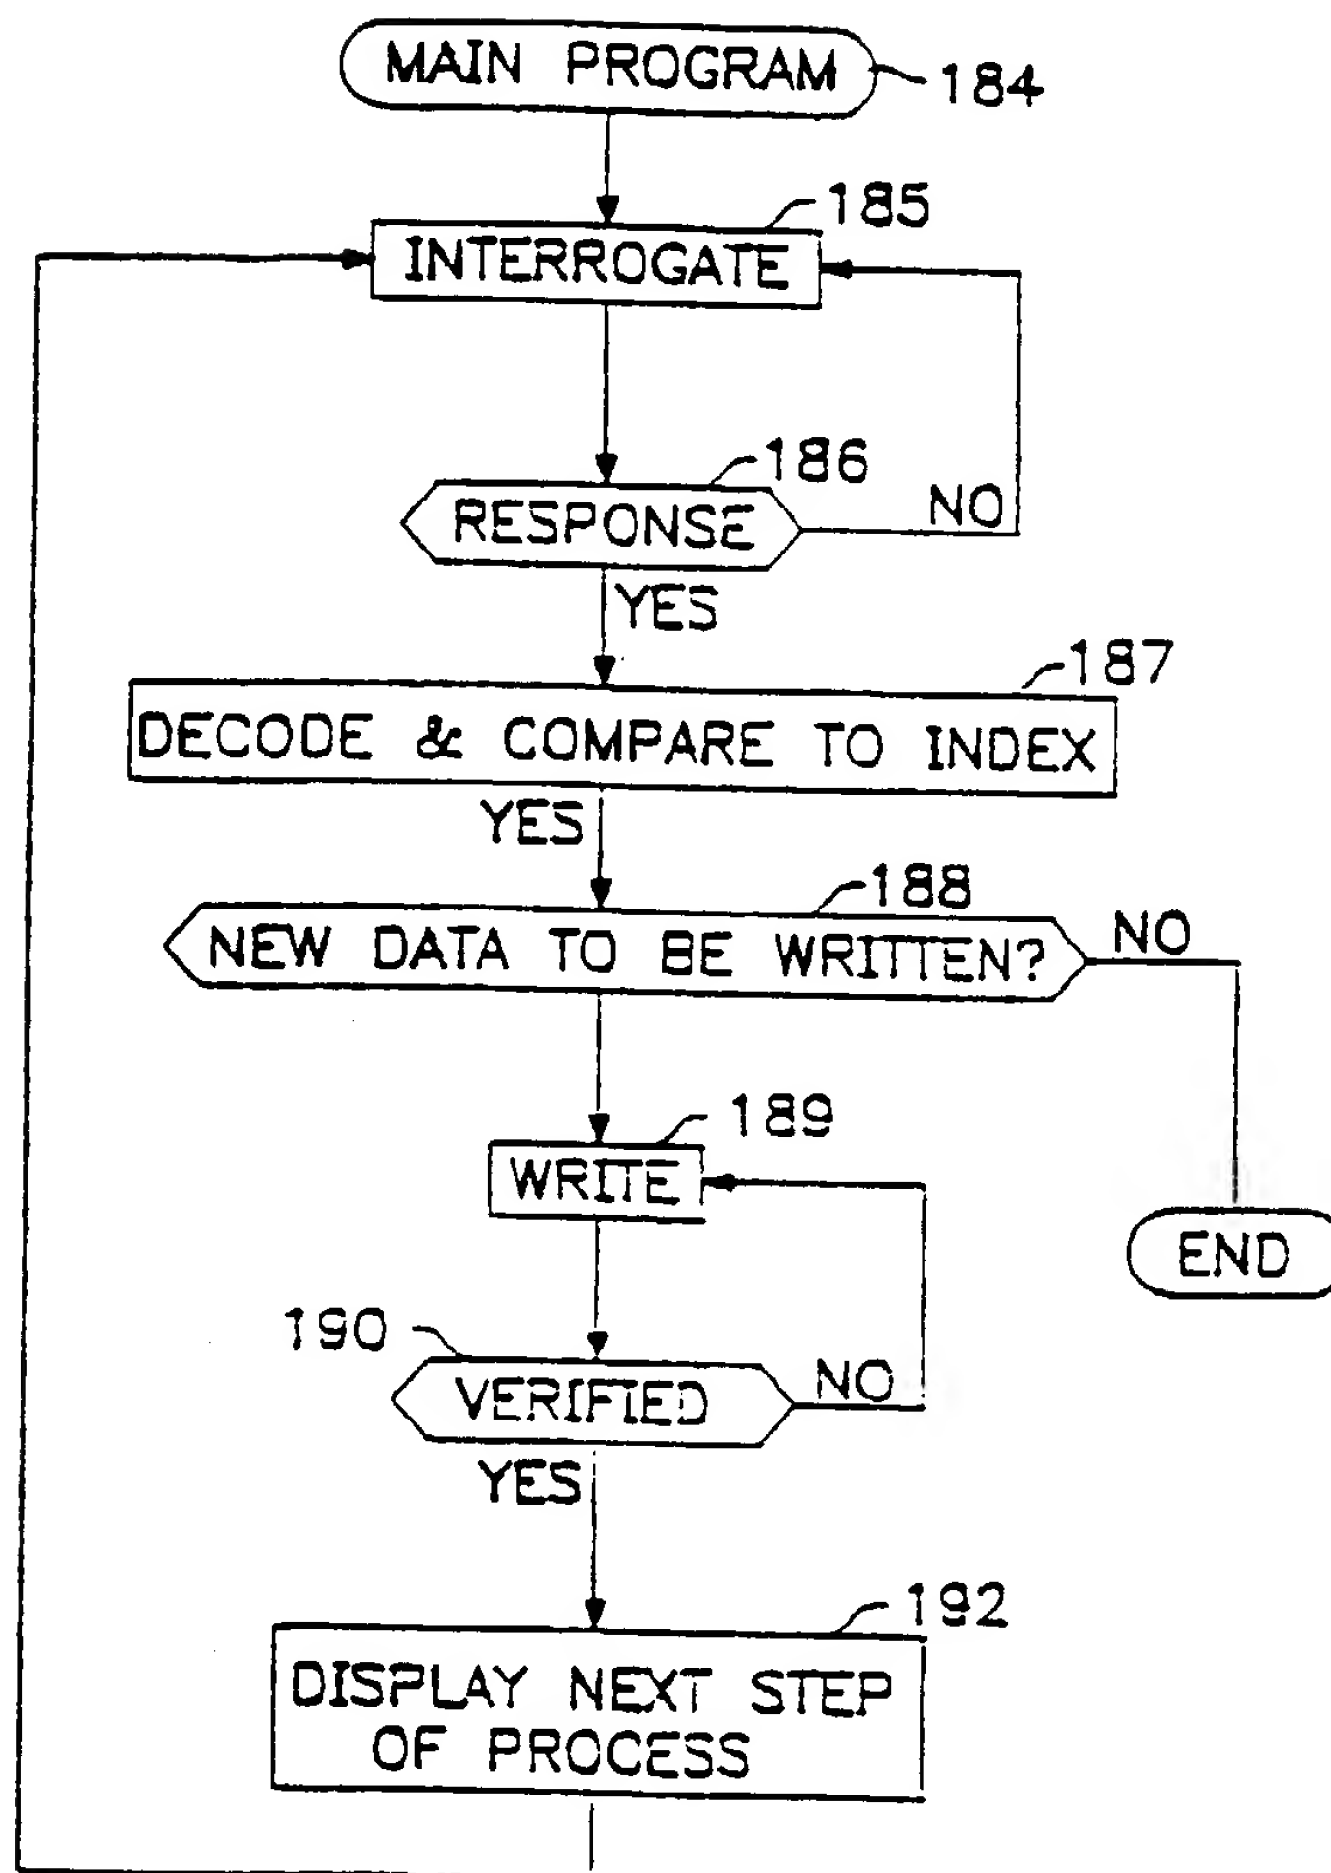 MAIN PROGRAM
184
185
INTERROGATE
186
RESPONSE
NO
YES
187
DECODE & COMPARE TO INDEX
YES
188
NEW DATA TO BE WRITTEN?
NO
189
WRITE
END
190
VERIFIED
NO
YES
192
DISPLAY NEXT STEP
OF PROCESS